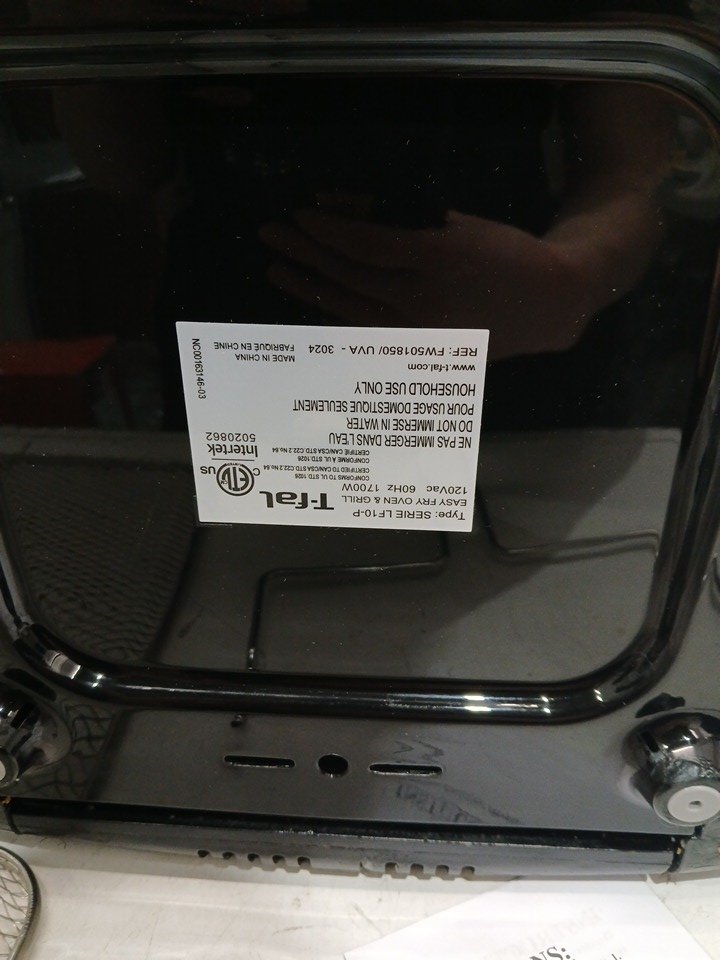 Type: SERIE LF10-P
EASY FRY OVEN & GRILL
120Vac 60Hz 1700W
T-fal
CONFORMS TO UL STD.1026
CERTIFIED TO CAN/CSA STD. C22.2 No.64
CONFORME À UL STD.1026
CERTIFIÉ CAN/CSA STD. C22.2 No.64
ETL
C US
Intertek
5020862
NE PAS IMMERGER DANS L'EAU
DO NOT IMMERSE IN WATER
POUR USAGE DOMESTIQUE SEULEMENT
HOUSEHOLD USE ONLY
www.t-fal.com
REF: FW501850/ UVA - 3024
MADE IN CHINA
FABRIQUÉ EN CHINE
NC00163146-03
NS: